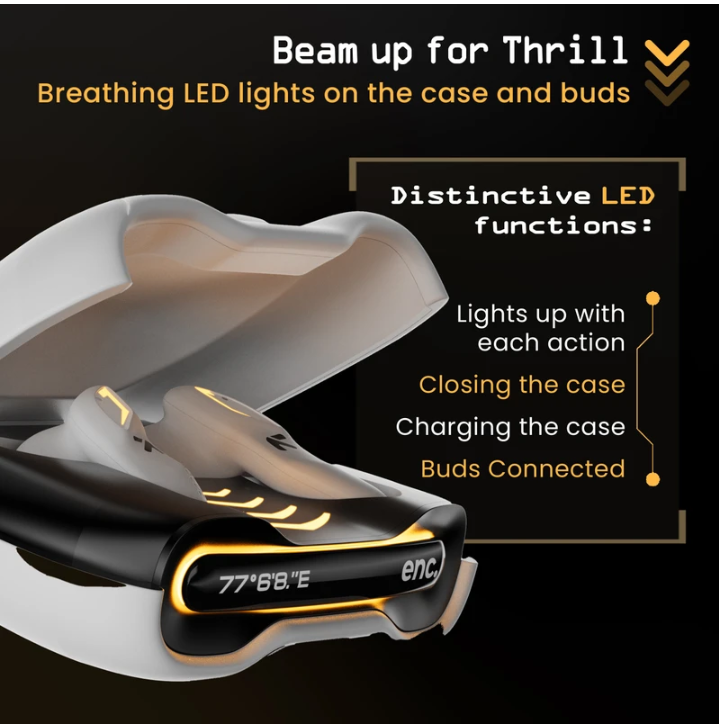 Beam up for Thrill
Breathing LED lights on the case and buds
Distinctive LED
functions:
Lights up with
each action
Closing the case
Charging the case
Buds Connected
77°6'8."E
enc.